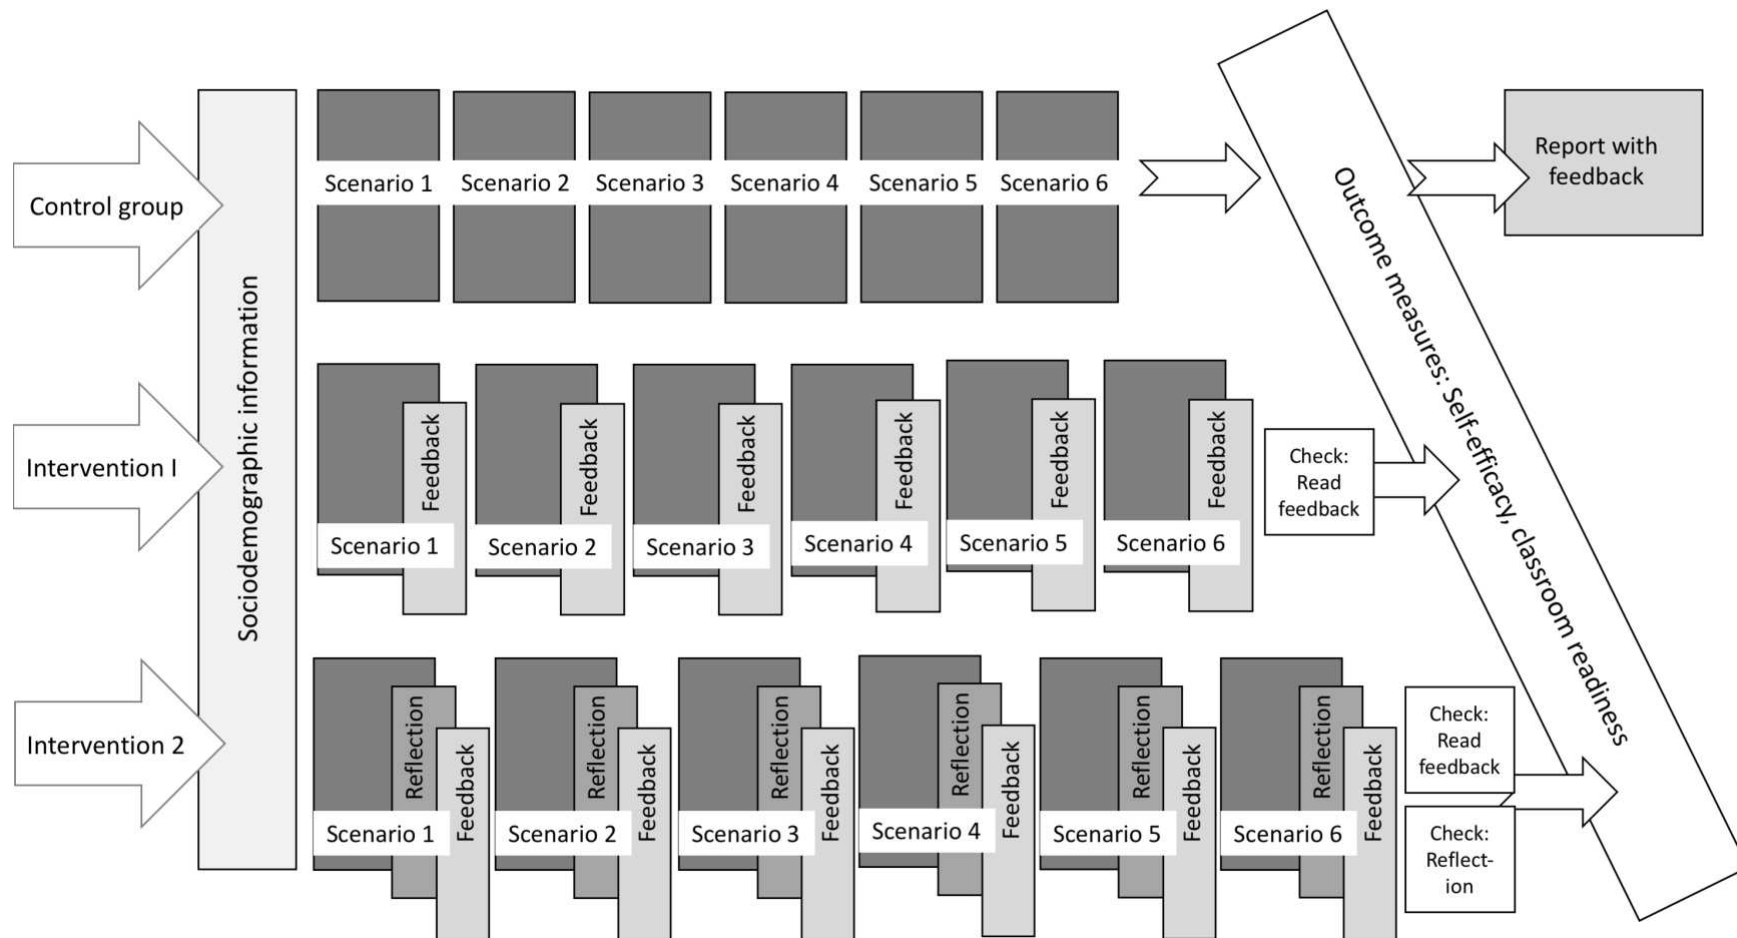 Control group
Sociodemographic information
Scenario 1
Scenario 2
Scenario 3
Scenario 4
Scenario 5
Scenario 6
Outcome measures: Self-efficacy, classroom readiness
Report with
feedback
Intervention I
Scenario 1
Feedback
Scenario 2
Feedback
Scenario 3
Feedback
Scenario 4
Feedback
Scenario 5
Feedback
Scenario 6
Feedback
Check:
Read
feedback
Intervention 2
Scenario 1
Reflection
Feedback
Scenario 2
Reflection
Feedback
Scenario 3
Reflection
Feedback
Scenario 4
Reflection
Feedback
Scenario 5
Reflection
Feedback
Scenario 6
Reflection
Feedback
Check:
Read
feedback
Check:
Reflect-
ion